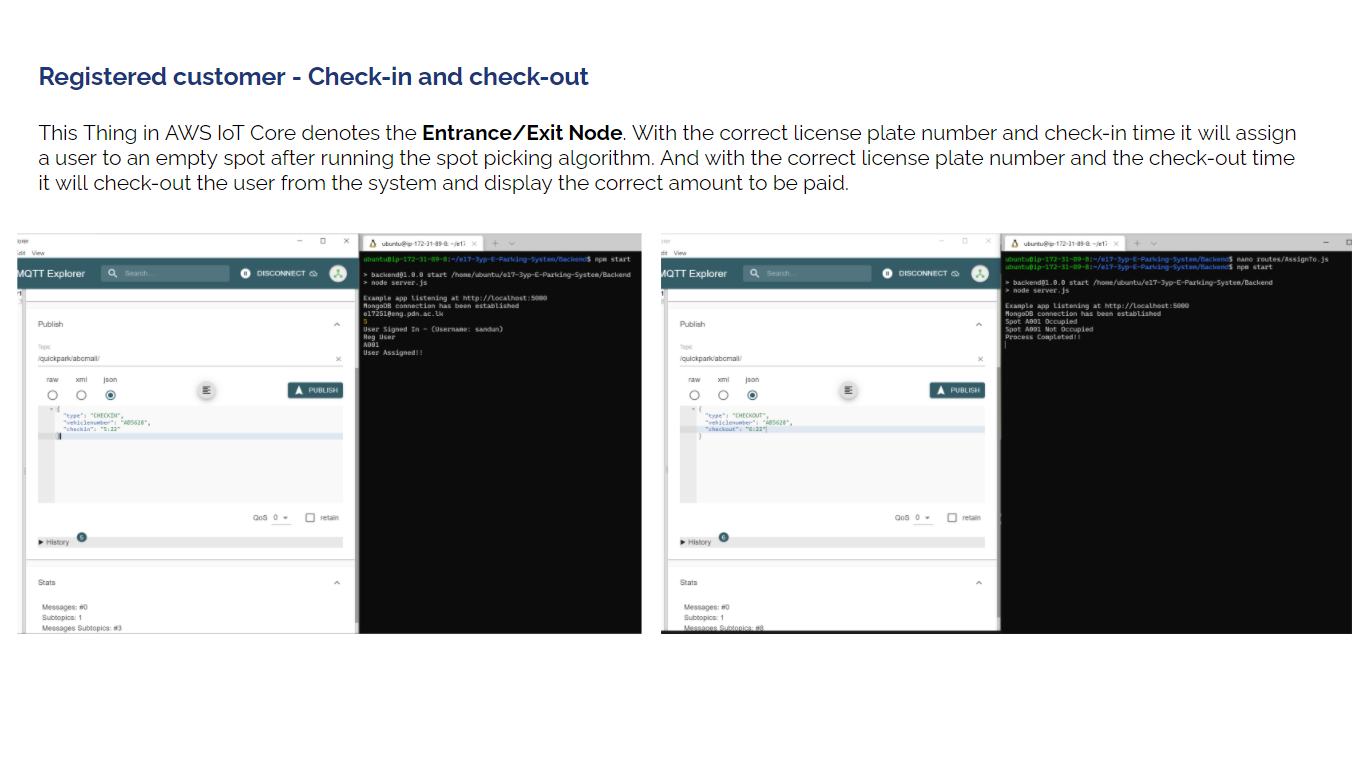 Registered customer - Check-in and check-out
This Thing in AWS IoT Core denotes the Entrance/Exit Node. With the correct license plate number and check-in time it will assign
a user to an empty spot after running the spot picking algorithm. And with the correct license plate number and the check-out time
it will check-out the user from the system and display the correct amount to be paid.
orer
dit View
MQTT Explorer Search... DISCONNECT
Publish
Topic
/quickpark/abcmall/
raw xml json
PUBLISH
{
"type": "CHECKIN",
"vehiclenumber": "AB5628",
"checkin": "5:22"
}
QoS 0 retain
History 5
Stats
Messages: #0
Subtopics: 1
Messages Subtopics: #3
ubuntu@ip-172-31-89-8: ~/e17
ubuntu@ip-172-31-89-8:~/e17-3yp-E-Parking-System/Backend$ npm start
> backend@1.0.0 start /home/ubuntu/e17-3yp-E-Parking-System/Backend
> node server.js
Example app listening at http://localhost:5000
MongoDB connection has been established
e17251@eng.pdn.ac.lk
5
User Signed In - (Username: sandun)
Reg User
A001
User Assigned!!
orer
dit View
MQTT Explorer Search... DISCONNECT
Publish
Topic
/quickpark/abcmall/
raw xml json
PUBLISH
{
"type": "CHECKOUT",
"vehiclenumber": "AB5628",
"checkout": "6:22"
}
QoS 0 retain
History 6
Stats
Messages: #0
Subtopics: 1
Messages Subtopics: #6
ubuntu@ip-172-31-89-8: ~/e17
ubuntu@ip-172-31-89-8:~/e17-3yp-E-Parking-System/Backend$ nano routes/AssignTo.js
ubuntu@ip-172-31-89-8:~/e17-3yp-E-Parking-System/Backend$ npm start
> backend@1.0.0 start /home/ubuntu/e17-3yp-E-Parking-System/Backend
> node server.js
Example app listening at http://localhost:5000
MongoDB connection has been established
Spot A001 Occupied
Spot A001 Not Occupied
Process Completed!!